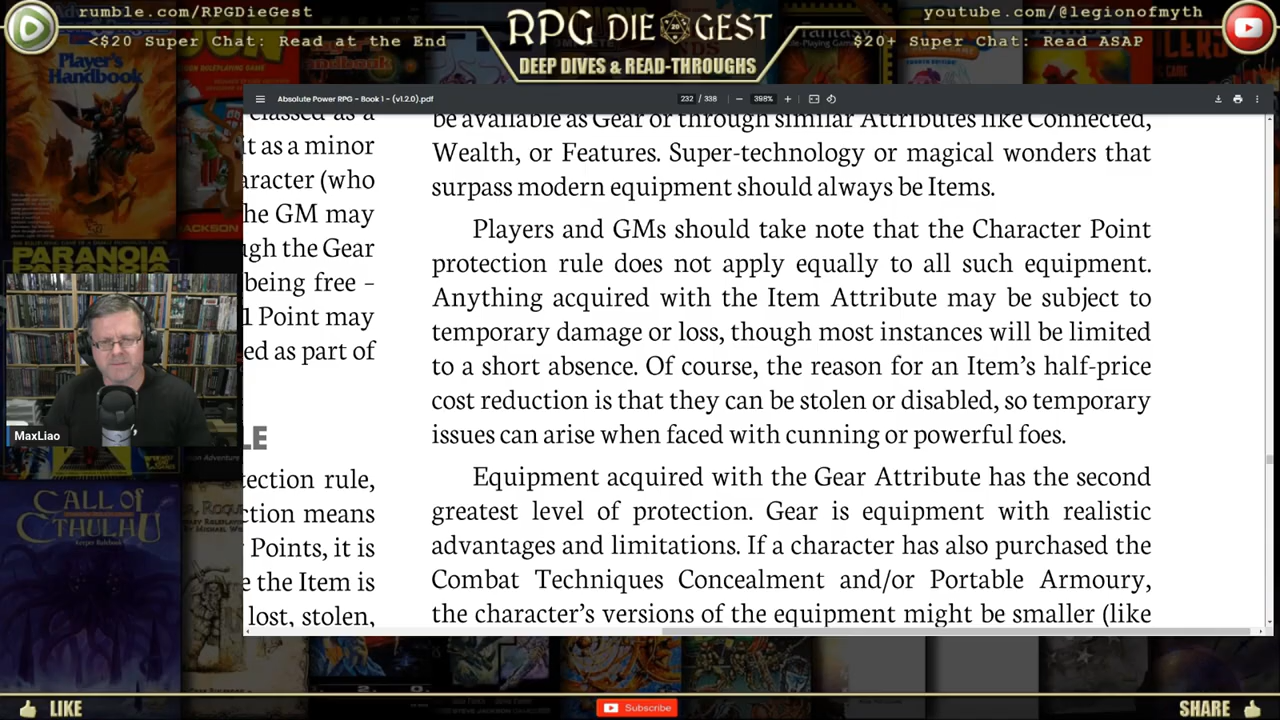 rumble.com/RPGDieGest
<$20 Super Chat: Read at the End
RPG DIE GEST
DEEP DIVES & READ-THROUGHS
youtube.com/@legionofmyth
$20+ Super Chat: Read ASAP
Player's
Handbook
PARANOIA
CALL OF
CTHULHU
MaxLiao
Absolute Power RPG – Book 1 – (v1.2.0).pdf
232 / 338
398%
classed as a
it as a minor
aracter (who
he GM may
gh the Gear
being free –
1 Point may
ed as part of
LE
tection rule,
ction means
Points, it is
e the Item is
lost, stolen,
be available as Gear or through similar Attributes like Connected,
Wealth, or Features. Super-technology or magical wonders that
surpass modern equipment should always be Items.
Players and GMs should take note that the Character Point
protection rule does not apply equally to all such equipment.
Anything acquired with the Item Attribute may be subject to
temporary damage or loss, though most instances will be limited
to a short absence. Of course, the reason for an Item's half-price
cost reduction is that they can be stolen or disabled, so temporary
issues can arise when faced with cunning or powerful foes.
Equipment acquired with the Gear Attribute has the second
greatest level of protection. Gear is equipment with realistic
advantages and limitations. If a character has also purchased the
Combat Techniques Concealment and/or Portable Armoury,
the character's versions of the equipment might be smaller (like
LIKE
Subscribe
SHARE